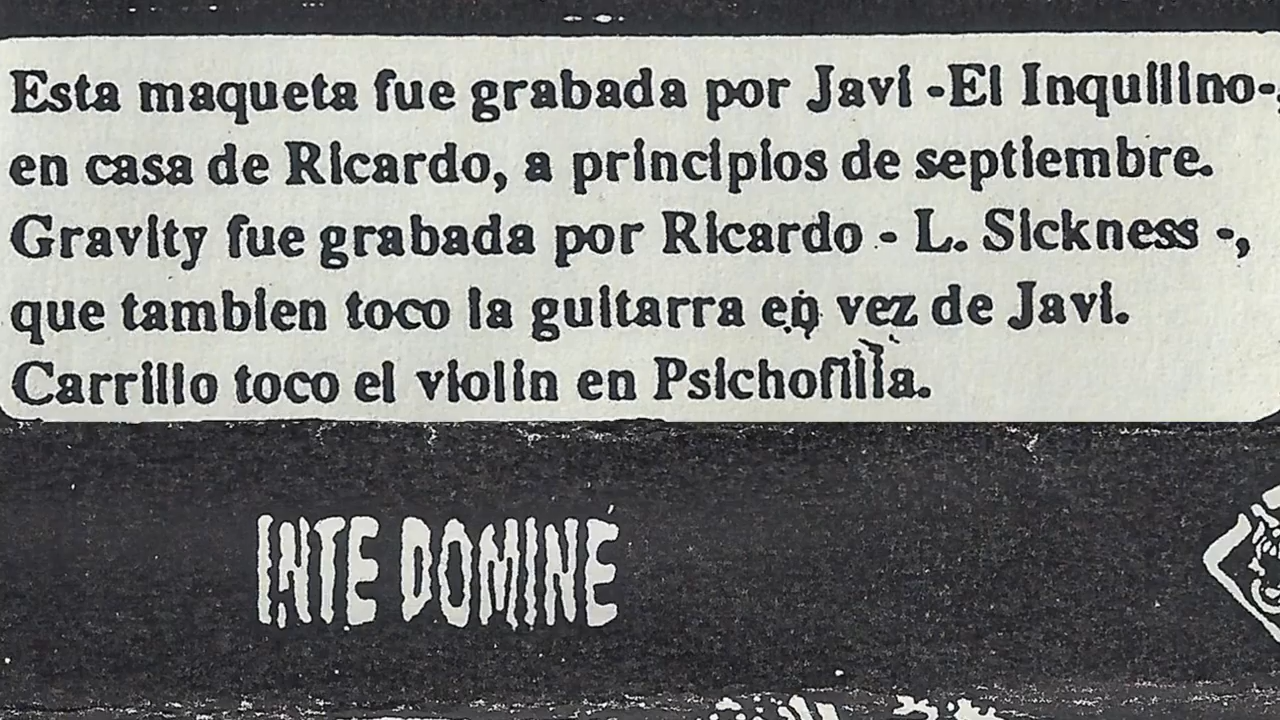 Esta maqueta fue grabada por Javi -El Inquilino-,
en casa de Ricardo, a principios de septiembre.
Gravity fue grabada por Ricardo - L. Sickness -,
que tambien toco la guitarra en vez de Javi.
Carrillo toco el violin en Psichofilia.
INTE DOMINÉ